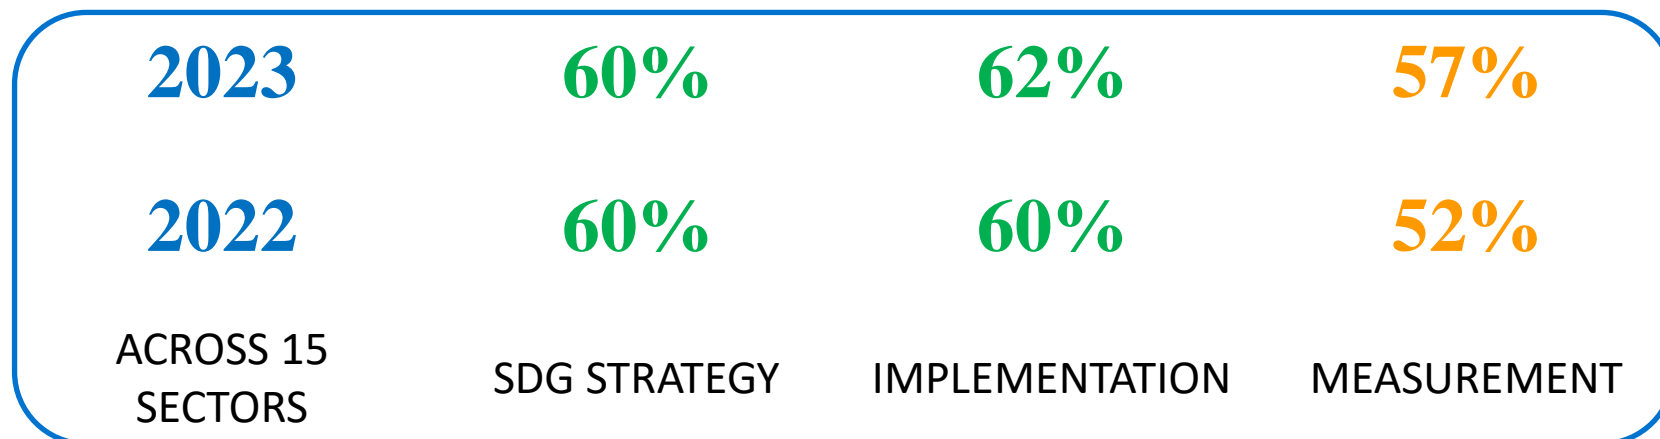 2023 60% 62% 57%
2022 60% 60% 52%
ACROSS 15
SECTORS
SDG STRATEGY IMPLEMENTATION MEASUREMENT